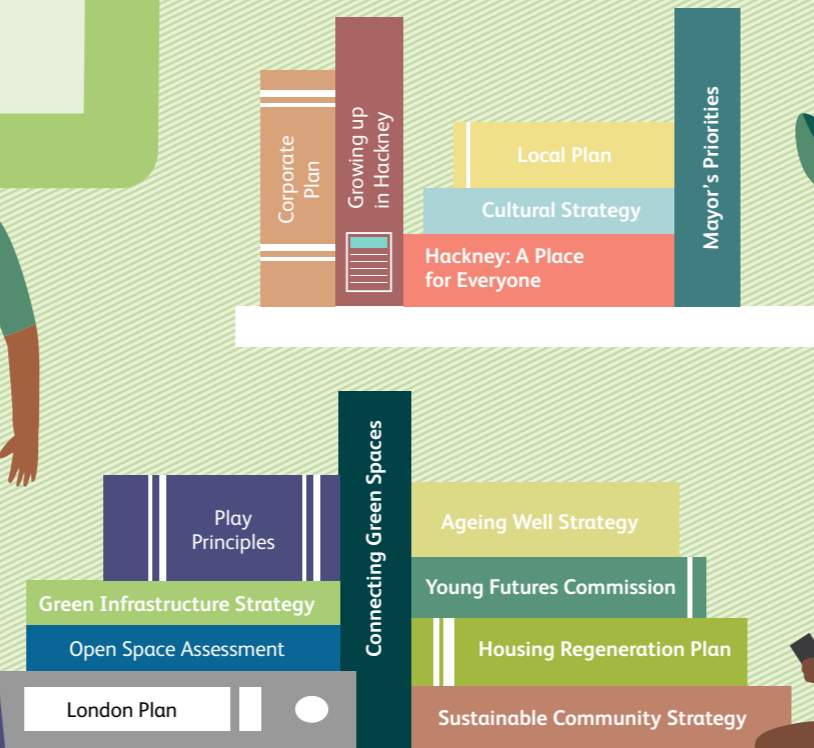 Corporate
Plan
Growing up
in Hackney
Local Plan
Cultural Strategy
Hackney: A Place
for Everyone
Mayor's Priorities
Play
Principles
Green Infrastructure Strategy
Open Space Assessment
London Plan
Connecting Green Spaces
Ageing Well Strategy
Young Futures Commission
Housing Regeneration Plan
Sustainable Community Strategy